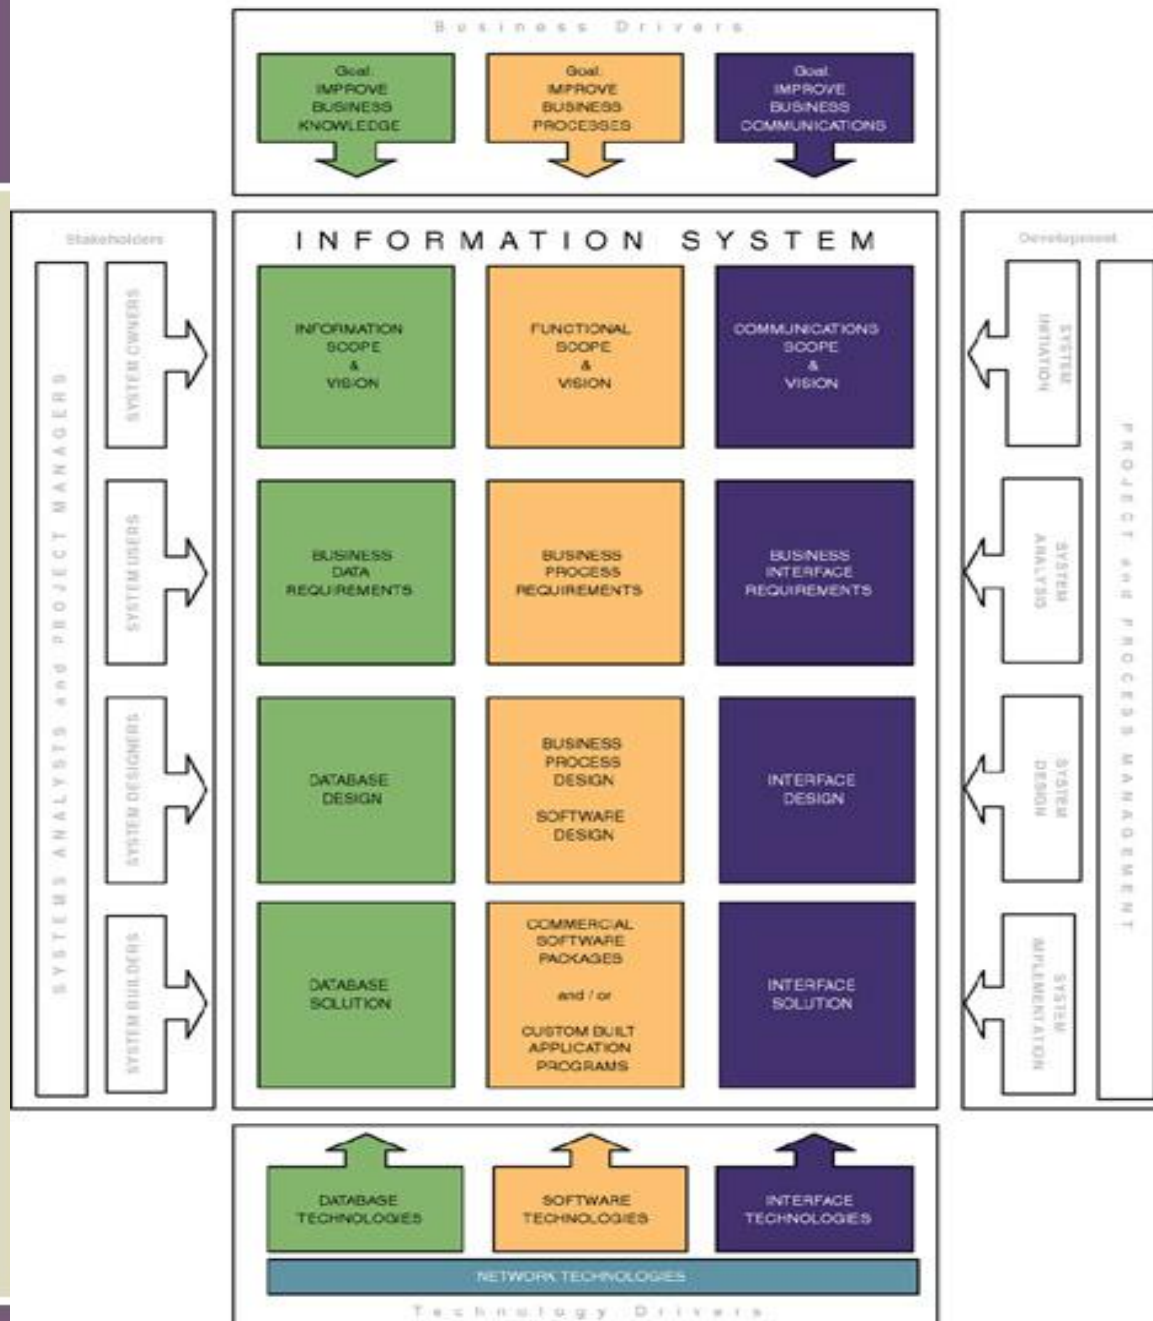 Business Drivers
Goal:
IMPROVE
BUSINESS
KNOWLEDGE
Goal:
IMPROVE
BUSINESS
PROCESSES
Goal:
IMPROVE
BUSINESS
COMMUNICATIONS
Stakeholders
SYSTEMS ANALYSTS and PROJECT MANAGERS
SYSTEM OWNERS
SYSTEM USERS
SYSTEM DESIGNERS
SYSTEM BUILDERS
INFORMATION SYSTEM
INFORMATION
SCOPE
&
VISION
FUNCTIONAL
SCOPE
&
VISION
COMMUNICATIONS
SCOPE
&
VISION
BUSINESS
DATA
REQUIREMENTS
BUSINESS
PROCESS
REQUIREMENTS
BUSINESS
INTERFACE
REQUIREMENTS
DATABASE
DESIGN
BUSINESS
PROCESS
DESIGN
SOFTWARE
DESIGN
INTERFACE
DESIGN
DATABASE
SOLUTION
COMMERCIAL
SOFTWARE
PACKAGES
and / or
CUSTOM BUILT
APPLICATION
PROGRAMS
INTERFACE
SOLUTION
Development
SYSTEM
INITIATION
SYSTEM
ANALYSIS
SYSTEM
DESIGN
SYSTEM
IMPLEMENTATION
PROJECT and PROCESS MANAGEMENT
DATABASE
TECHNOLOGIES
SOFTWARE
TECHNOLOGIES
INTERFACE
TECHNOLOGIES
NETWORK TECHNOLOGIES
Technology Drivers